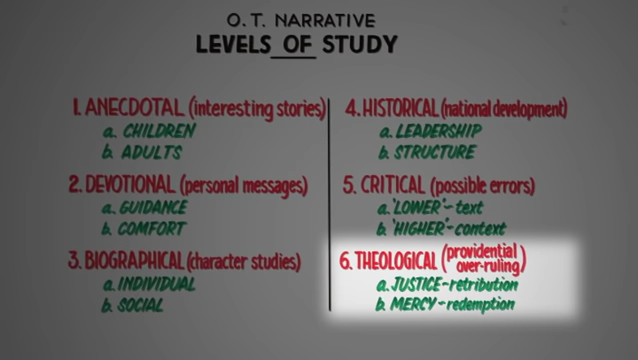 O.T. NARRATIVE
LEVELS OF STUDY
1. ANECDOTAL (interesting stories)
a. CHILDREN
b. ADULTS
2. DEVOTIONAL (personal messages)
a. GUIDANCE
b. COMFORT
3. BIOGRAPHICAL (character studies)
a. INDIVIDUAL
b. SOCIAL
4. HISTORICAL (national development)
a. LEADERSHIP
b. STRUCTURE
5. CRITICAL (possible errors)
a. 'LOWER' - text
b. 'HIGHER' - context
6. THEOLOGICAL (providential
over-ruling)
a. JUSTICE - retribution
b. MERCY - redemption